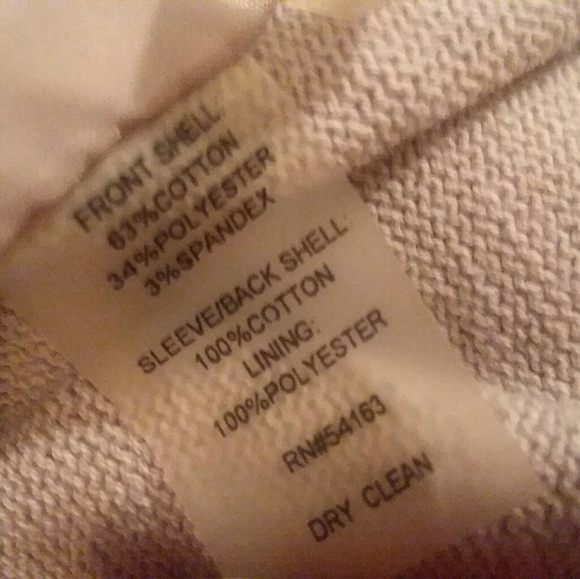 FRONT SHELL
63%COTTON
34%POLYESTER
3%SPANDEX
SLEEVE/BACK SHELL
100%COTTON
LINING:
100%POLYESTER
RN#54163
DRY CLEAN